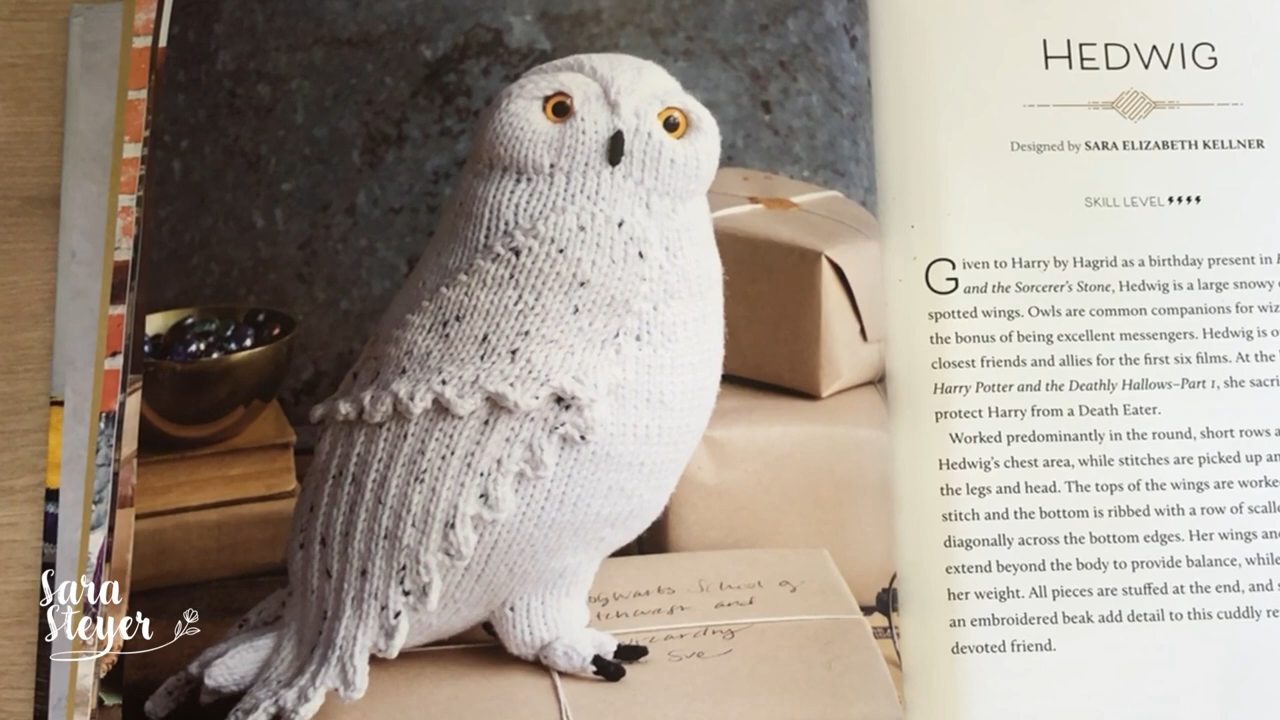 HEDWIG
Designed by SARA ELIZABETH KELLNER
SKILL LEVEL
Given to Harry by Hagrid as a birthday present in
and the Sorcerer's Stone, Hedwig is a large snowy
spotted wings. Owls are common companions for wiz
the bonus of being excellent messengers. Hedwig is o
closest friends and allies for the first six films. At the
Harry Potter and the Deathly Hallows–Part 1, she sacri
protect Harry from a Death Eater.
Worked predominantly in the round, short rows a
Hedwig's chest area, while stitches are picked up an
the legs and head. The tops of the wings are worke
stitch and the bottom is ribbed with a row of scall
diagonally across the bottom edges. Her wings and
extend beyond the body to provide balance, while
her weight. All pieces are stuffed at the end, and
an embroidered beak add detail to this cuddly re
devoted friend.
School of
and
Sara
Steyer